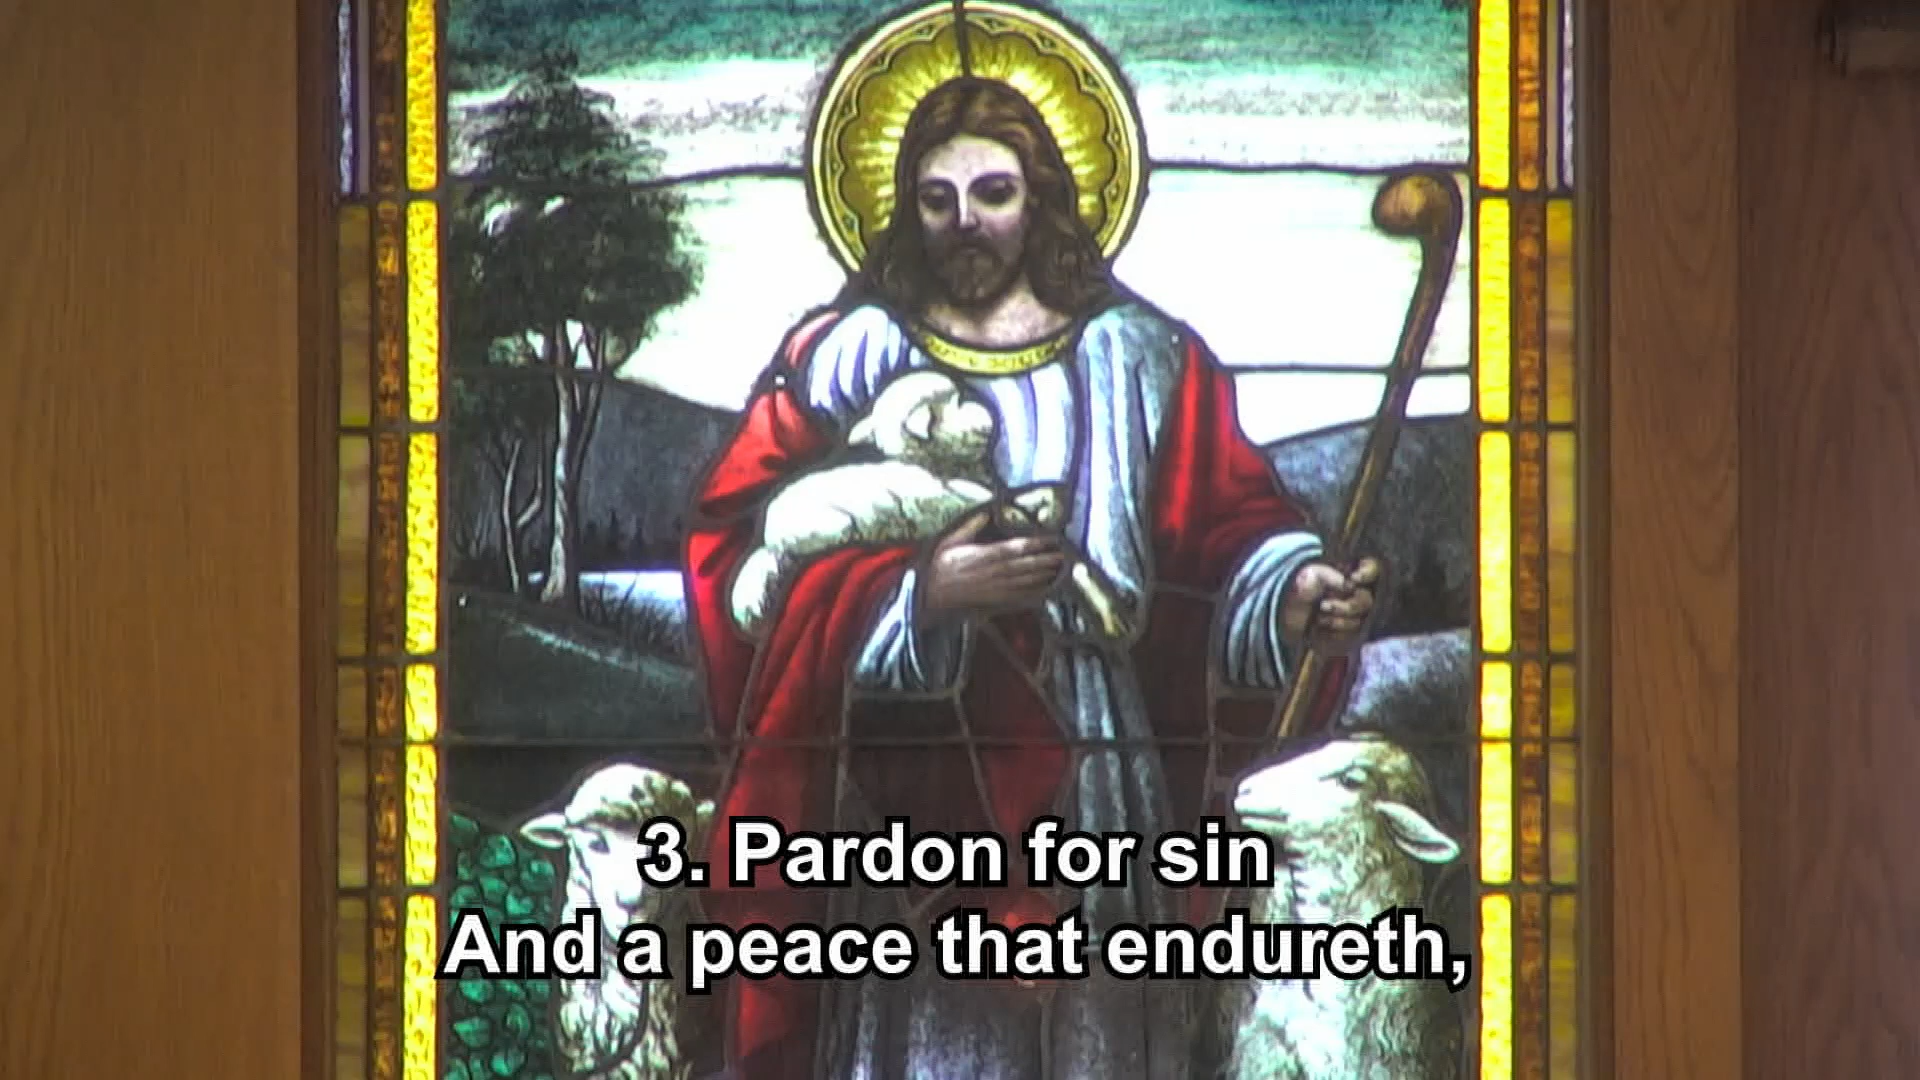 3. Pardon for sin
And a peace that endureth,